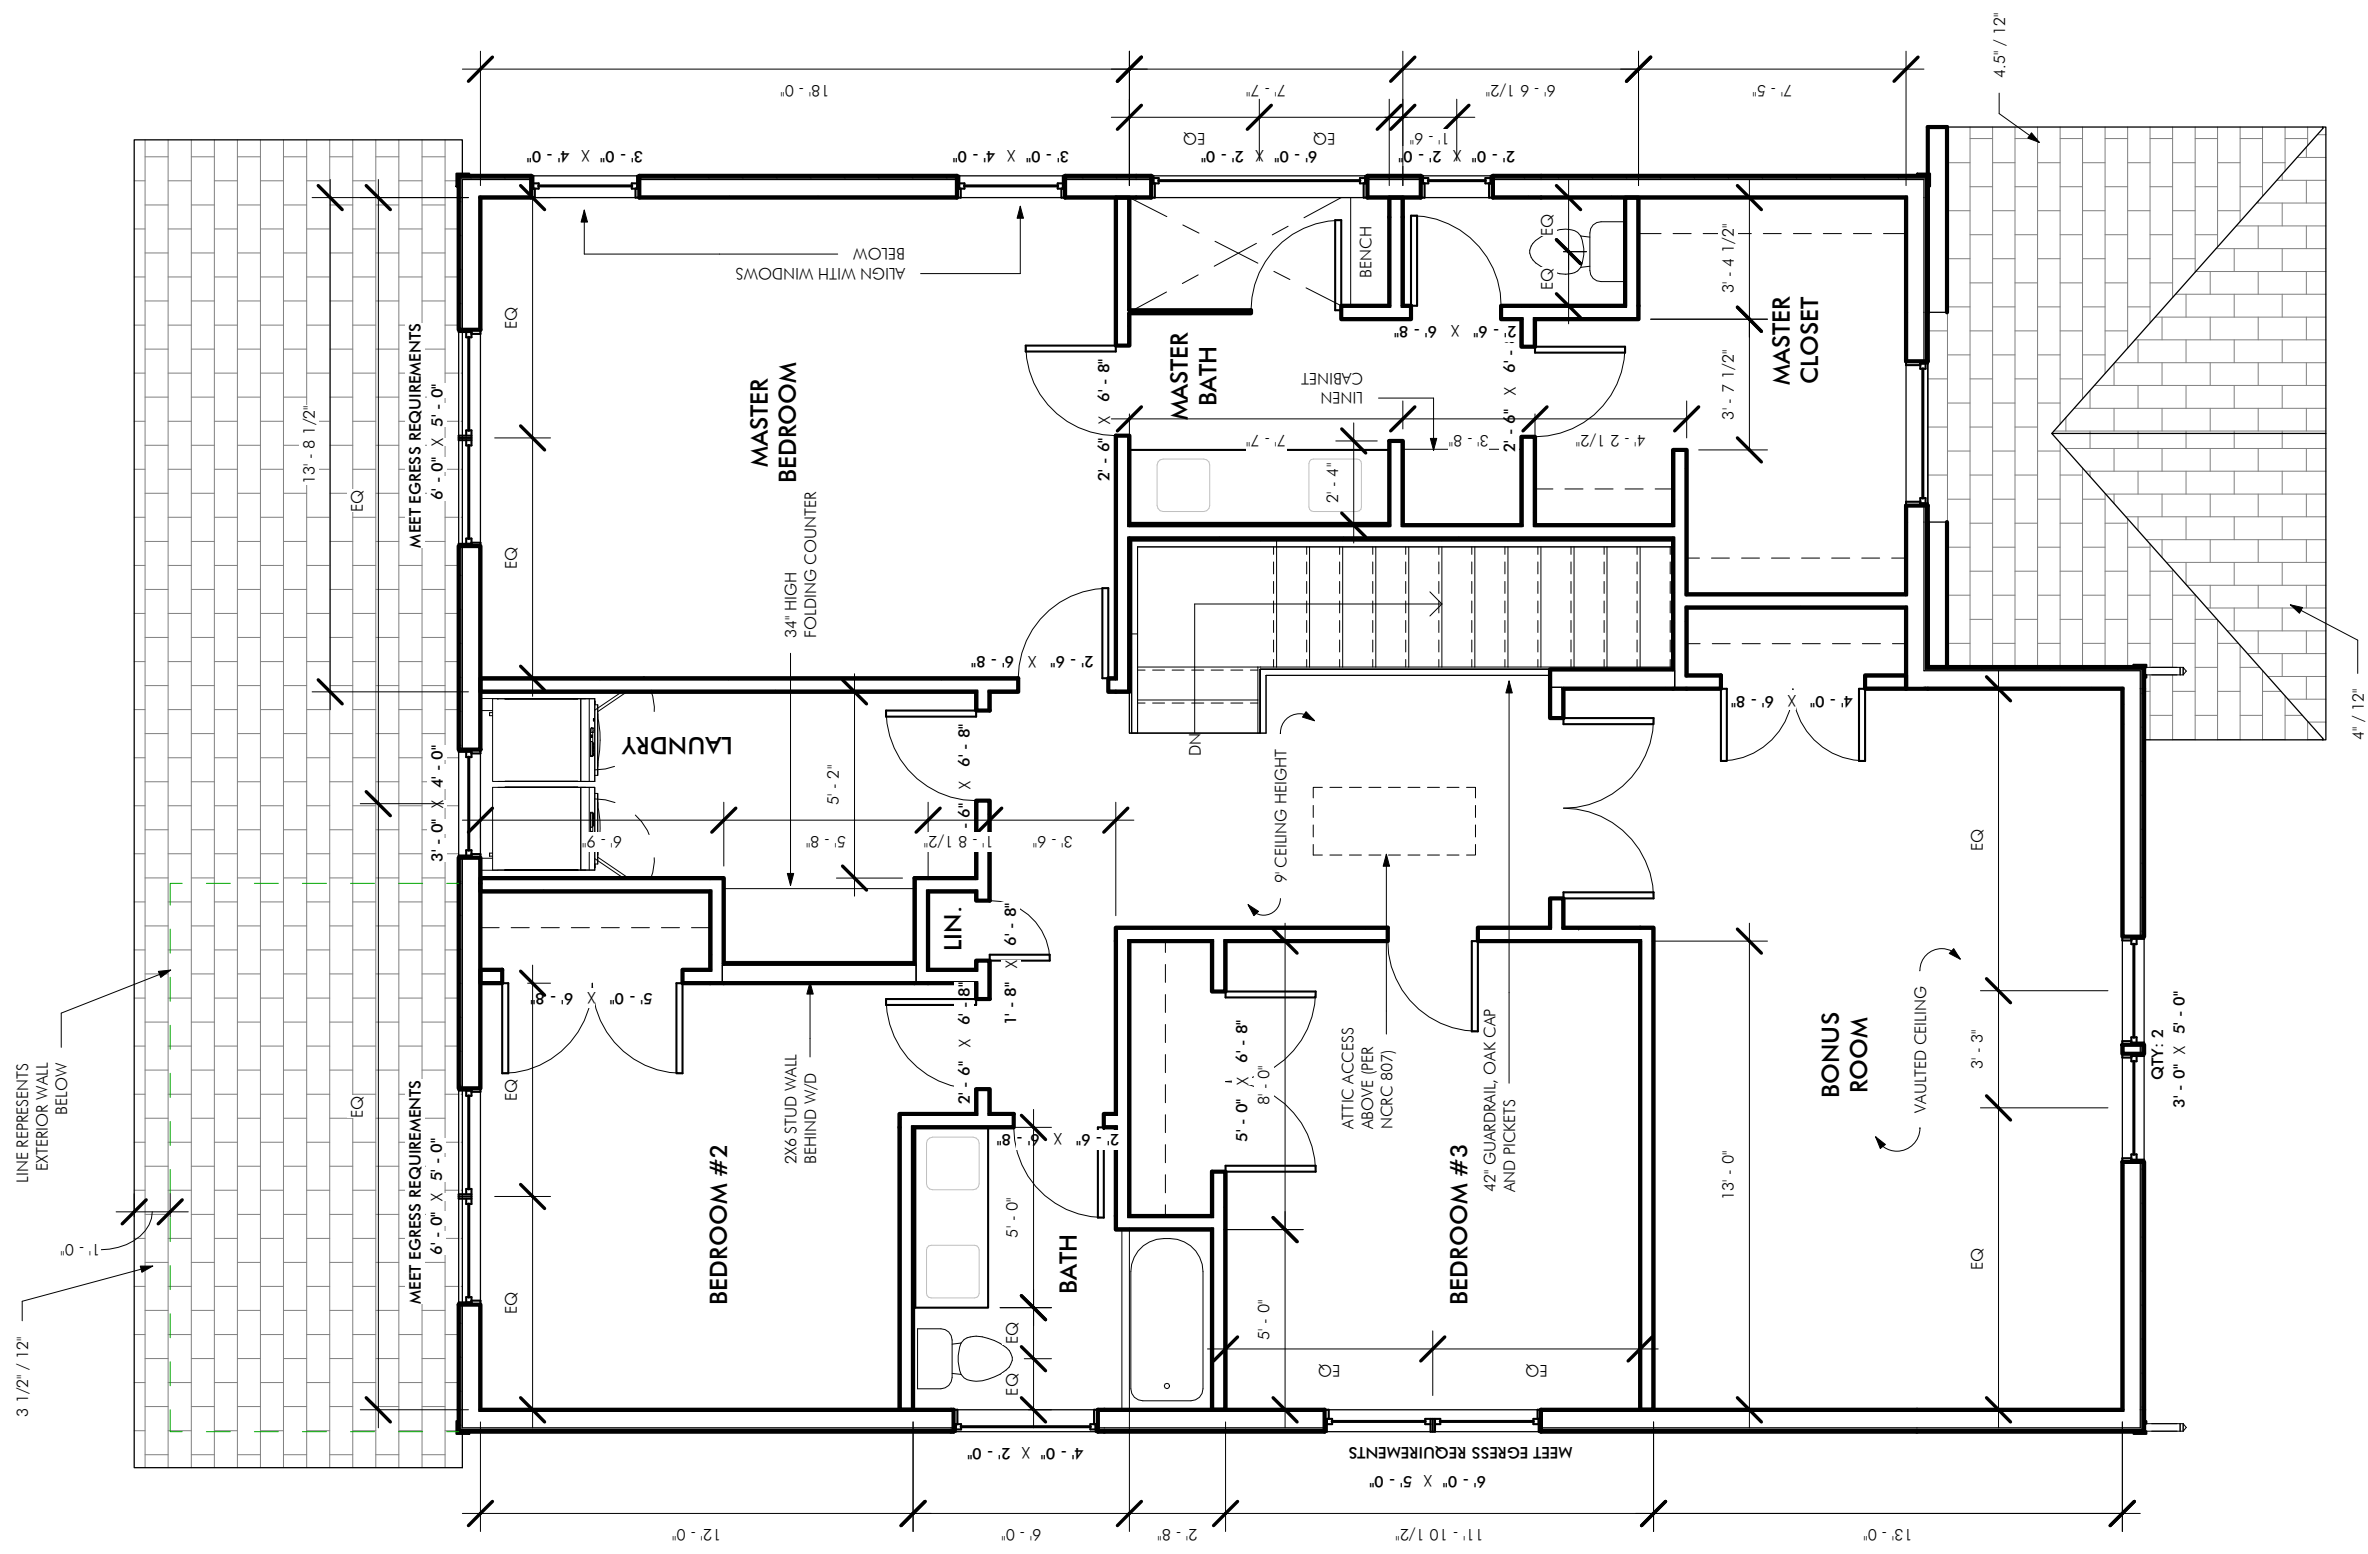 4.5" / 12"
18' - 0"
7' - 7"
6' - 6 1/2"
7' - 5"
EQ
EQ
1' - 6"
3' - 0" X 4' - 0"
3' - 0" X 4' - 0"
6' - 0" X 2' - 0"
2' - 0" X 2' - 0"
ALIGN WITH WINDOWS
BELOW
BENCH
EQ
EQ
3' - 4 1/2"
3' - 7 1/2"
MASTER
CLOSET
EQ
EQ
13' - 8 1/2"
EQ
MEET EGRESS REQUIREMENTS
6' - 0" X 5' - 0"
MASTER
BEDROOM
34" HIGH
FOLDING COUNTER
2' - 6" X 6' - 8"
MASTER
BATH
2' - 6" X 6' - 8"
2' - 6" X 6' -
LINEN
CABINET
7' - 7"
3' - 8"
4' - 2 1/2"
2' - 4"
2' - 6" X 6' - 8"
4' - 0" X 6' - 8"
4" / 12"
LAUNDRY
3' - 0" X 4' - 0"
5' - 2"
- 6" X 6' - 8"
6' - 9"
5' - 8"
1' - 8 1/2"
3' - 6"
DN
9' CEILING HEIGHT
LIN.
1' - 8" X 6' - 8"
5' - 0" X 6' - 8"
2' - 6" X 6' - 8"
2X6 STUD WALL
BEHIND W/D
LINE REPRESENTS
EXTERIOR WALL
BELOW
1' - 0"
3 1/2" / 12"
EQ
MEET EGRESS REQUIREMENTS
6' - 0" X 5' - 0"
EQ
EQ
BEDROOM #2
2' - 6" X 6' - 8"
5' - 0"
EQ
EQ
BATH
5' - 0" X 6' - 8"
8' - 0"
5' - 0"
ATTIC ACCESS
ABOVE (PER
NCRC 807)
42" GUARDRAIL, OAK CAP
AND PICKETS
BEDROOM #3
EQ
EQ
13' - 0"
BONUS
ROOM
VAULTED CEILING
EQ
3' - 3"
EQ
QTY: 2
3' - 0" X 5' - 0"
4' - 0" X 2' - 0"
MEET EGRESS REQUIREMENTS
6' - 0" X 5' - 0"
12' - 0"
6' - 0"
2' - 8"
11' - 10 1/2"
13' - 0"